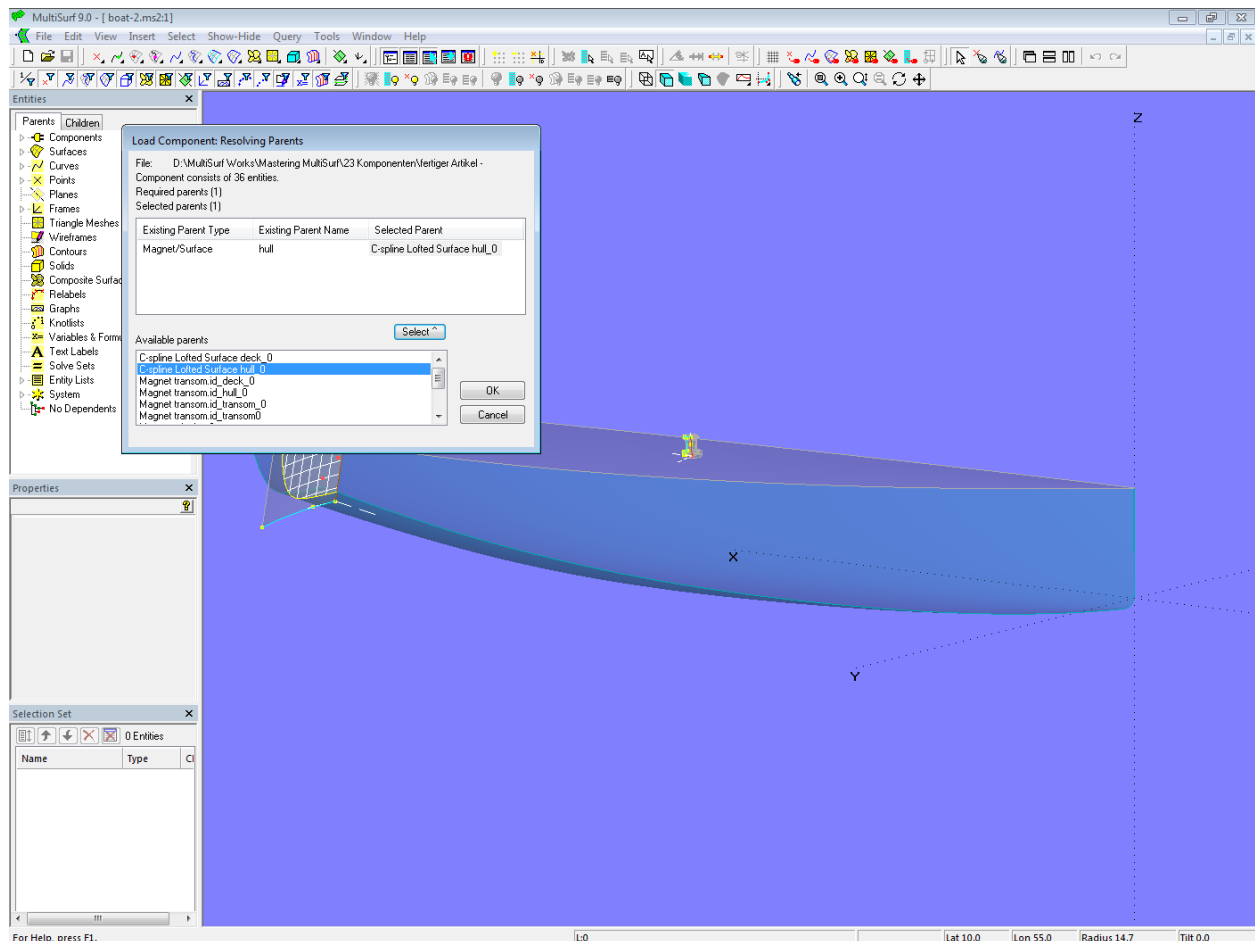 MultiSurf 9.0 - [ boat-2.ms2:1]
File Edit View Insert Select Show-Hide Query Tools Window Help
Entities
Parents Children
Components
Surfaces
Curves
Points
Planes
Frames
Triangle Meshes
Wireframes
Contours
Solids
Composite Surfac
Relabels
Graphs
Knotlists
Variables & Formu
Text Labels
Solve Sets
Entity Lists
System
No Dependents
Load Component: Resolving Parents
File: D:\MultiSurf Works\Mastering MultiSurf\23 Komponenten\fertiger Artikel -
Component consists of 36 entities.
Required parents (1)
Selected parents (1)
Existing Parent Type Existing Parent Name Selected Parent
Magnet/Surface hull C-spline Lofted Surface hull_0
Select ^
Available parents
C-spline Lofted Surface deck_0
C-spline Lofted Surface hull_0
Magnet transom.id_deck_0
Magnet transom.id_hull_0
Magnet transom.id_transom_0
Magnet transom.id_transom0
OK
Cancel
Z
X
Y
Properties
Selection Set
0 Entities
Name Type Cl
For Help, press F1.
L:0
Lat 10.0 Lon 55.0 Radius 14.7 Tilt 0.0